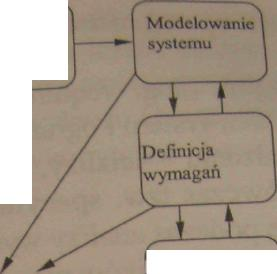 Modelowanie
systemu
Definicja
wymagań